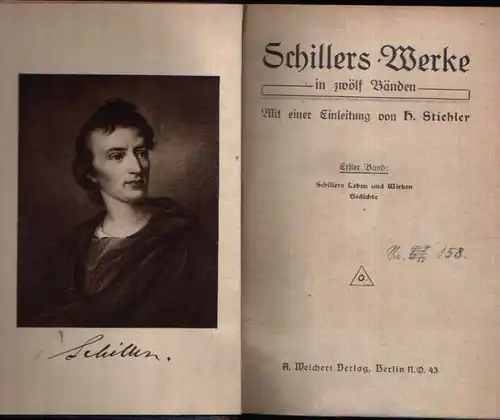 Schiller.
Schillers Werke
in zwölf Bänden
Mit einer Einleitung von H. Stiehler
Erster Band:
Schillers Leben und Wirken
Gedichte
No. 158.
O.
A. Weichert Verlag, Berlin N.O. 43